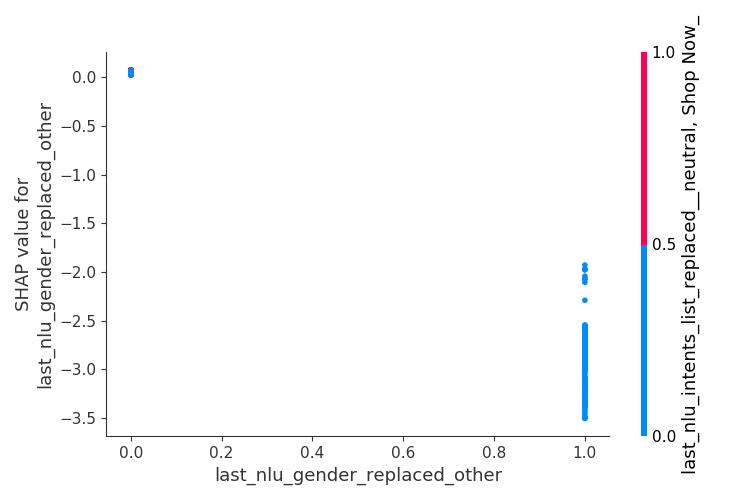 0.0
−0.5
−1.0
−1.5
−2.0
−2.5
−3.0
−3.5
SHAP value for
last_nlu_gender_replaced_other
0.0 0.2 0.4 0.6 0.8 1.0
last_nlu_gender_replaced_other
1.0
0.5
0.0
last_nlu_intents_list_replaced__neutral, Shop Now_